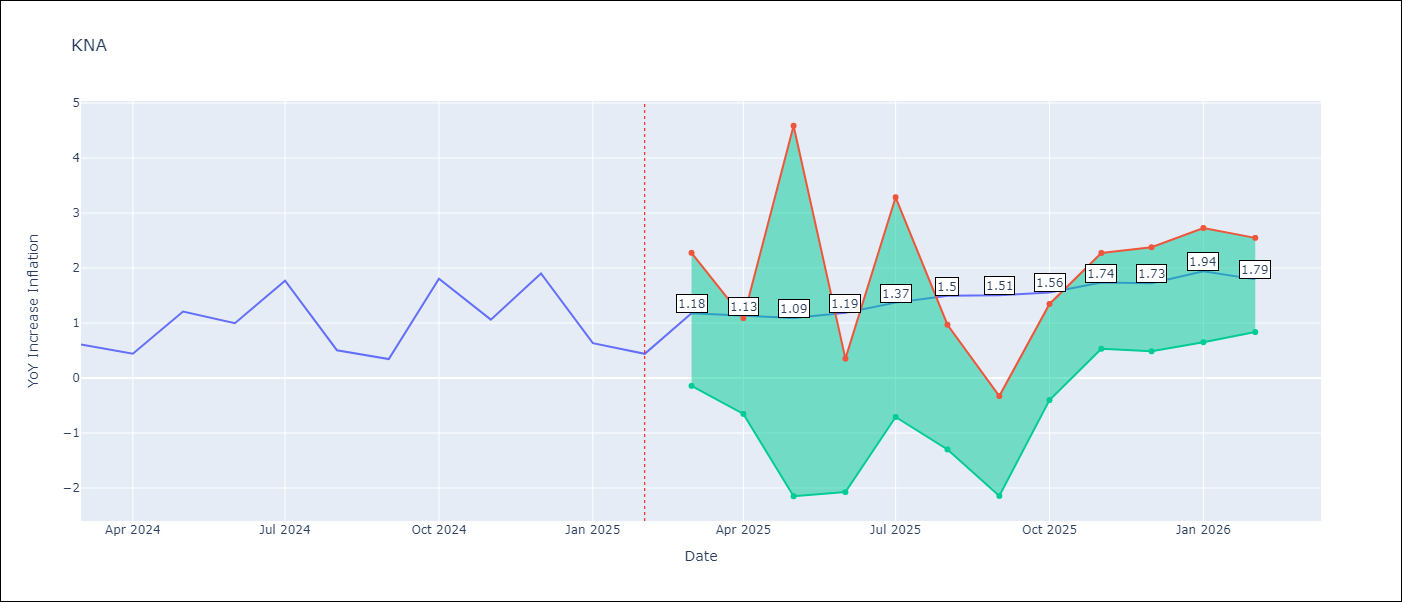 KNA
5
4
3
2
1
0
−1
−2
YoY Increase Inflation
1.18
1.13
1.09
1.19
1.37
1.5
1.51
1.56
1.74
1.73
1.94
1.79
Apr 2024
Jul 2024
Oct 2024
Jan 2025
Apr 2025
Jul 2025
Oct 2025
Jan 2026
Date